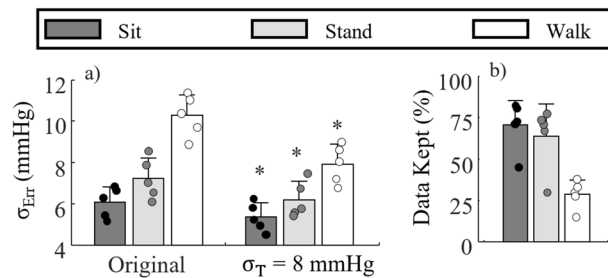 Sit Stand Walk
a)
b)
σErr (mmHg)
12
10
8
6
4
* * *
Original σT = 8 mmHg
Data Kept (%)
100
75
50
25
0